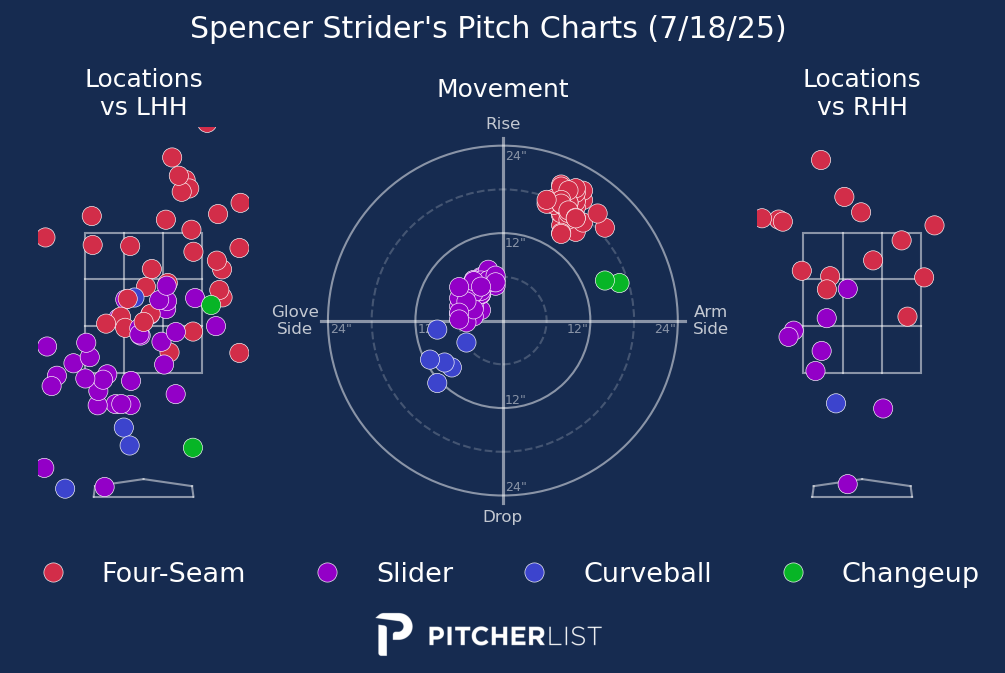 Spencer Strider's Pitch Charts (7/18/25)
Locations
vs LHH
Movement
Locations
vs RHH
Rise
24"
12"
Glove
Side
24"
12"
24"
Arm
Side
12"
24"
Drop
Four-Seam
Slider
Curveball
Changeup
PITCHERLIST